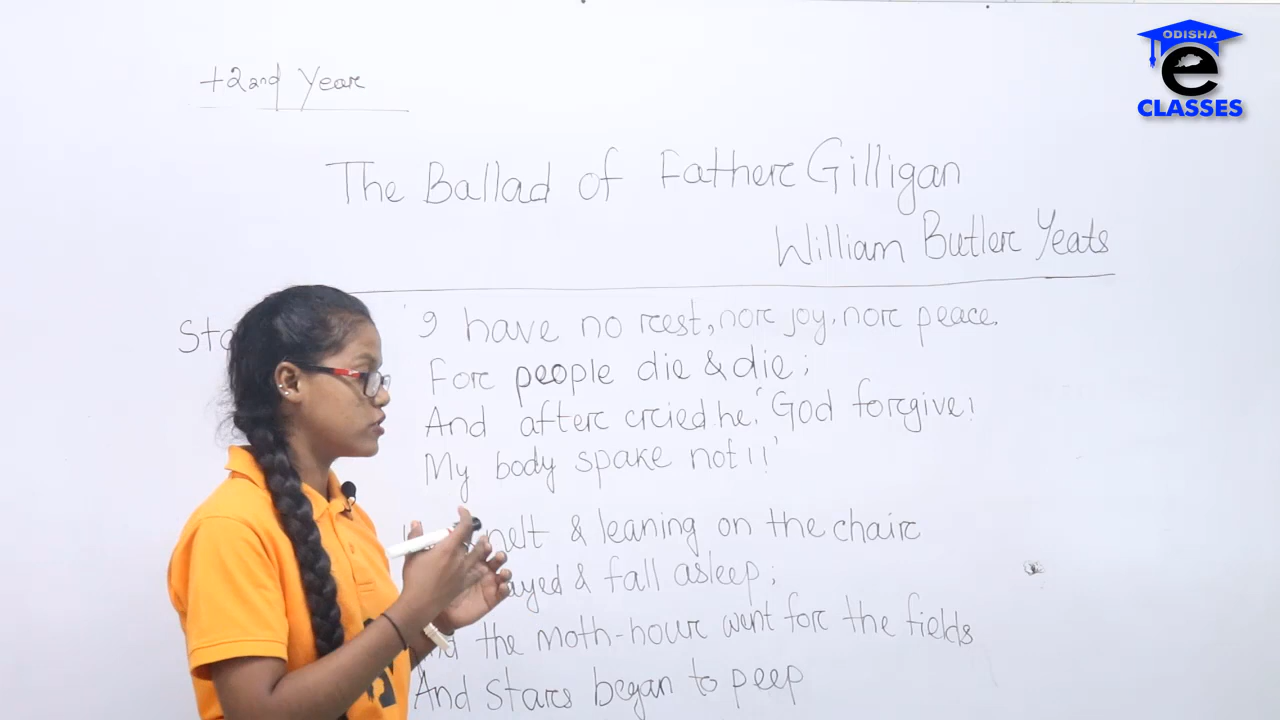 ODISHA
e
CLASSES
+2 2nd Year
The Ballad of Father Gilligan
William Butler Yeats
'I have no rest, nor joy, nor peace,
For people die & die;
And after cried he, 'God forgive!
My body spake not I!'
& leaning on the chair
& fall asleep;
the moth-hour went for the fields
And Stars began to peep